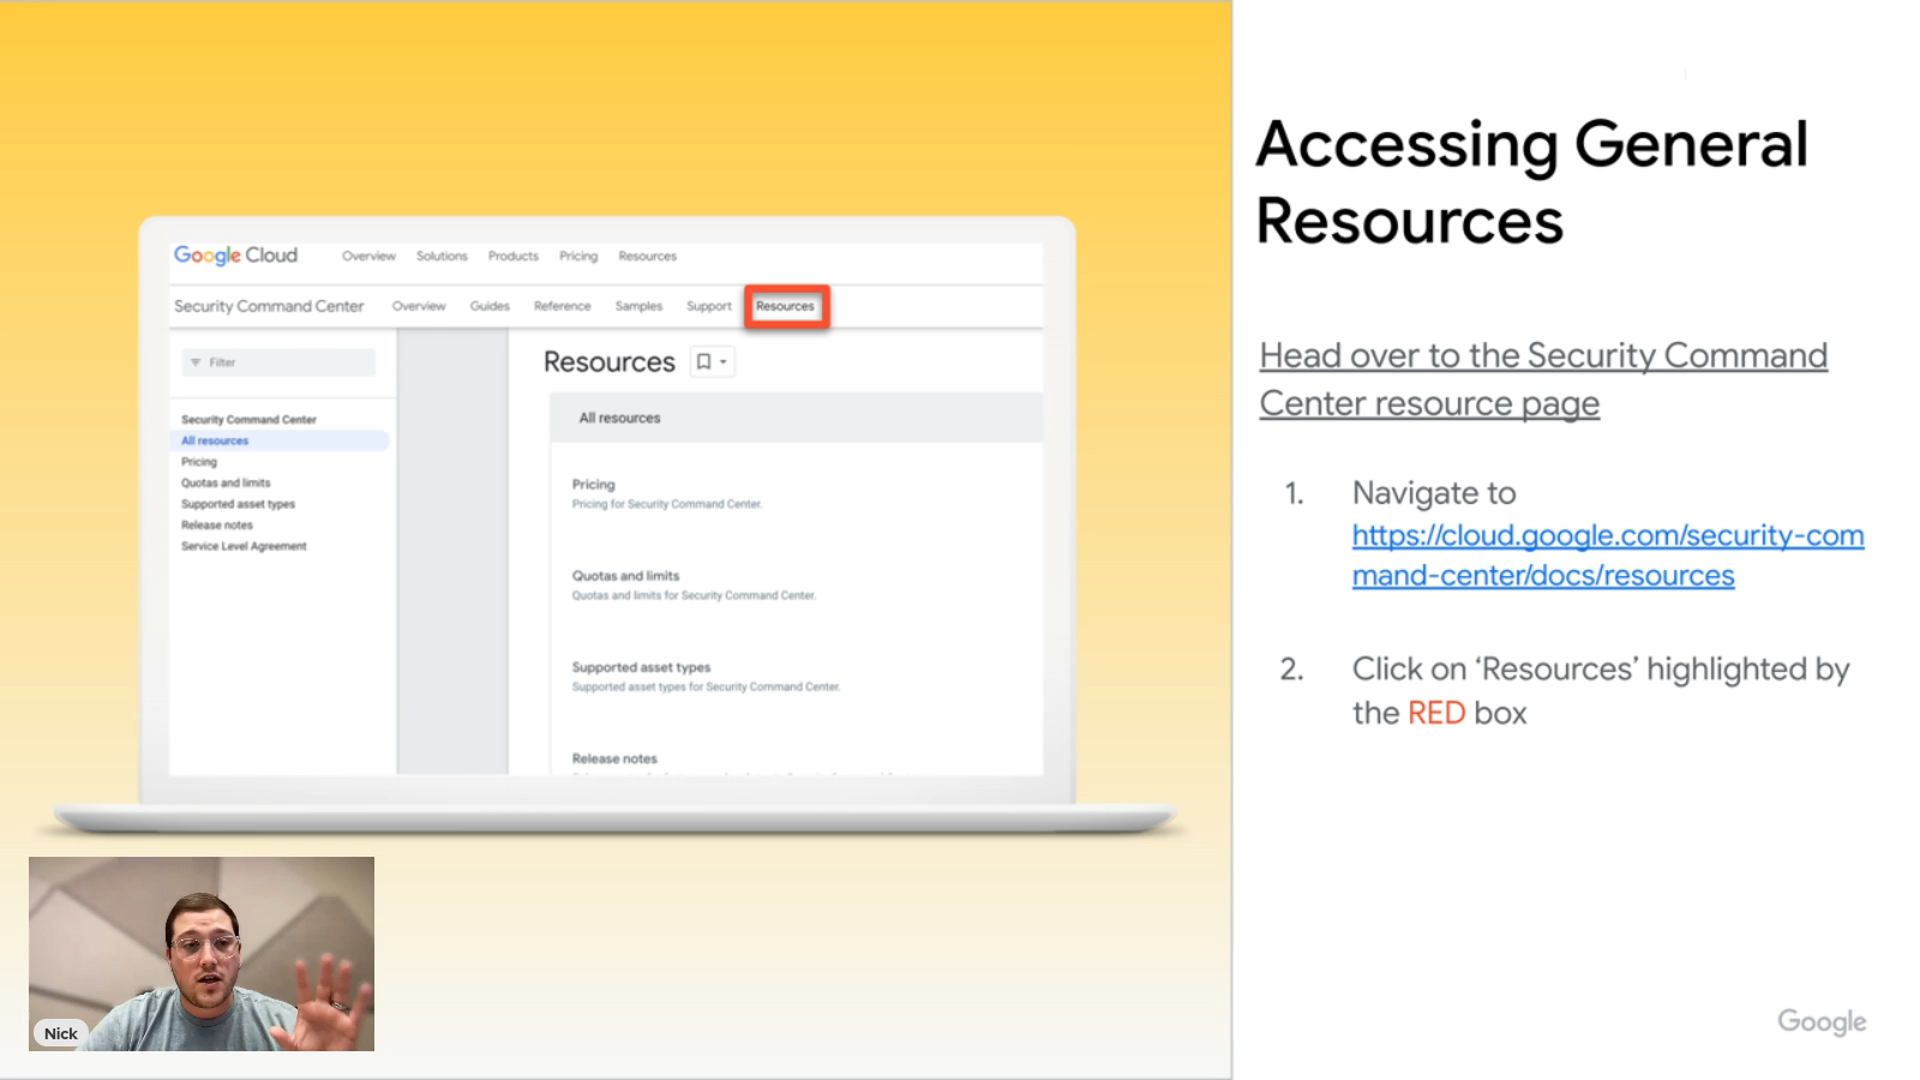 Google Cloud Overview Solutions Products Pricing Resources
Security Command Center Overview Guides Reference Samples Support Resources
Filter
Security Command Center
All resources
Pricing
Quotas and limits
Supported asset types
Release notes
Service Level Agreement
Resources
All resources
Pricing
Pricing for Security Command Center.
Quotas and limits
Quotas and limits for Security Command Center.
Supported asset types
Supported asset types for Security Command Center.
Release notes
Nick
Accessing General
Resources
Head over to the Security Command
Center resource page
1. Navigate to
https://cloud.google.com/security-com
mand-center/docs/resources
2. Click on ‘Resources’ highlighted by
the RED box
Google